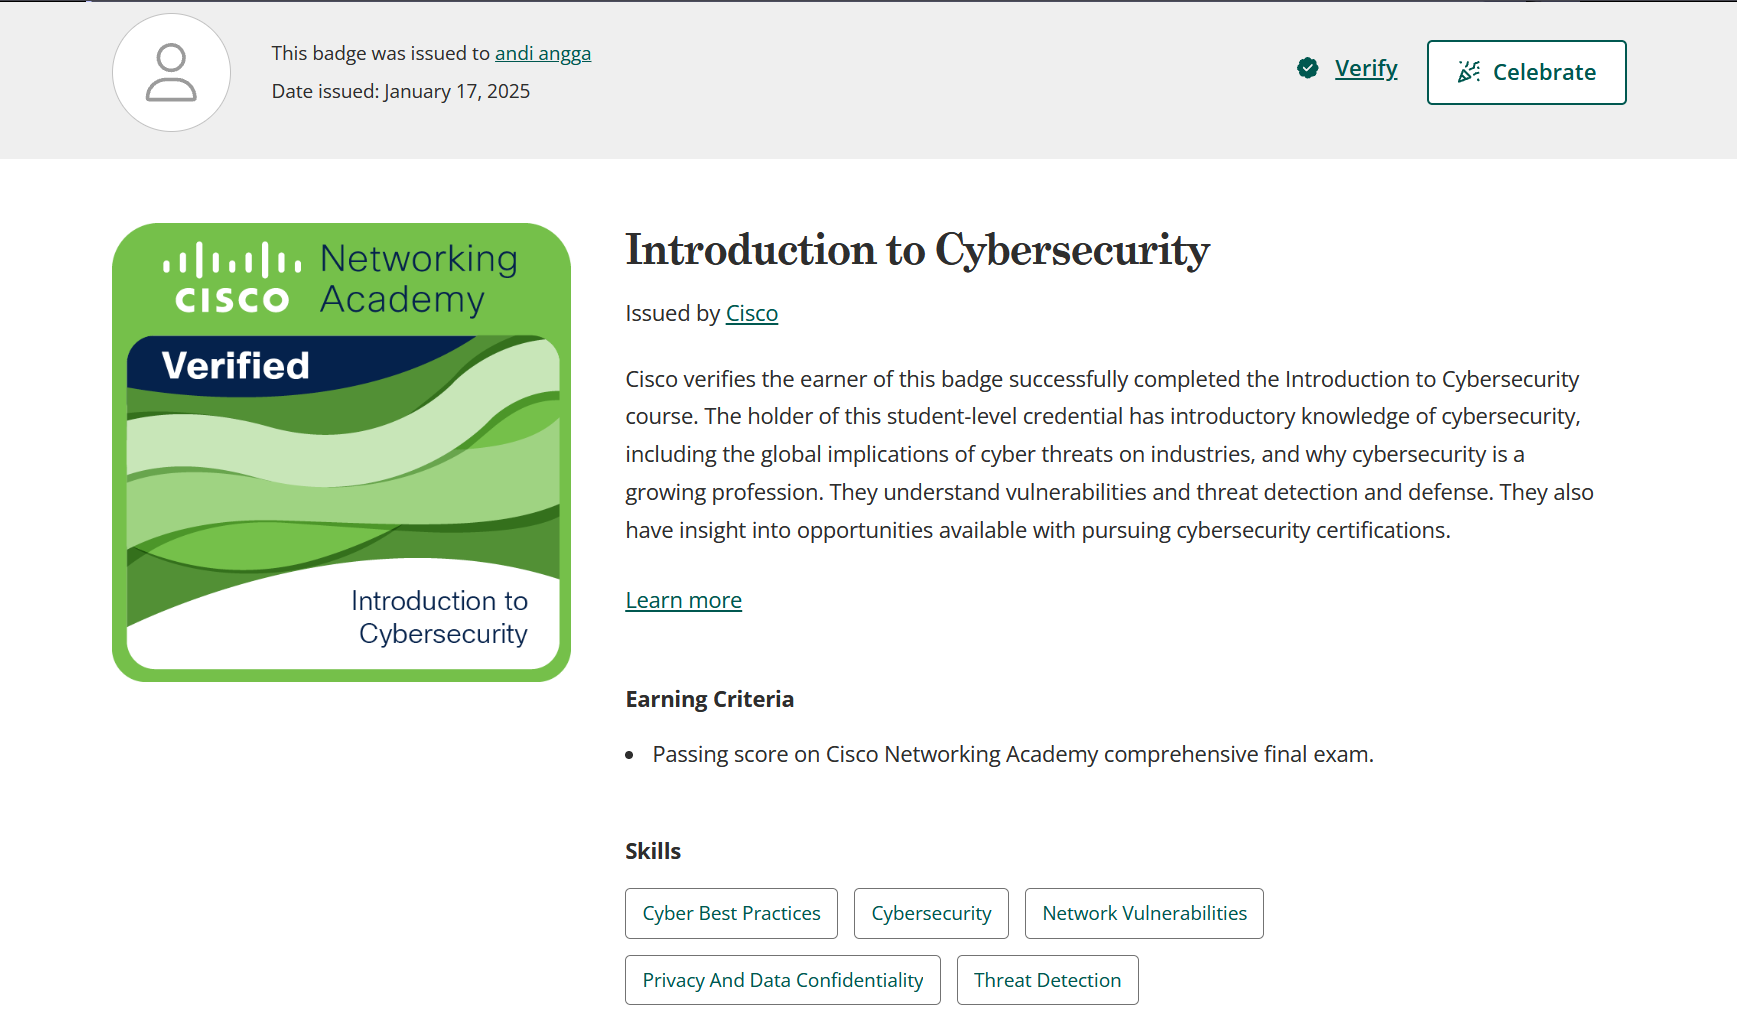 This badge was issued to andi angga
Date issued: January 17, 2025
Verify
Celebrate
CISCO
Networking
Academy
Verified
Introduction to
Cybersecurity
Introduction to Cybersecurity
Issued by Cisco
Cisco verifies the earner of this badge successfully completed the Introduction to Cybersecurity
course. The holder of this student-level credential has introductory knowledge of cybersecurity,
including the global implications of cyber threats on industries, and why cybersecurity is a
growing profession. They understand vulnerabilities and threat detection and defense. They also
have insight into opportunities available with pursuing cybersecurity certifications.
Learn more
Earning Criteria
• Passing score on Cisco Networking Academy comprehensive final exam.
Skills
Cyber Best Practices
Cybersecurity
Network Vulnerabilities
Privacy And Data Confidentiality
Threat Detection